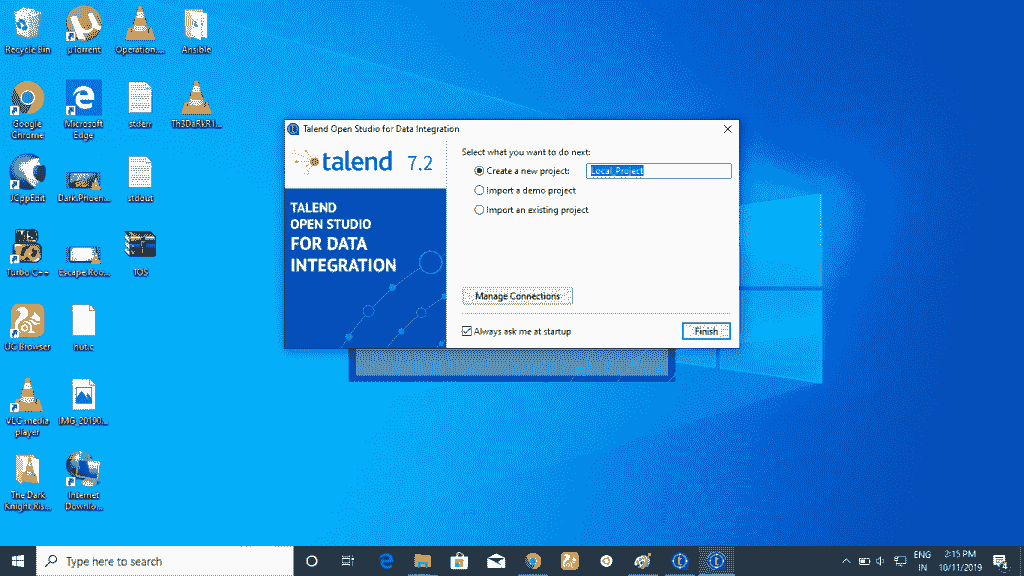 Recycle Bin
µTorrent
Operation....
Ansible
Google
Chrome
Microsoft
Edge
stderr
Th3DaRkR1...
JCppEdit
Dark.Phoen...
stdout
Turbo C++
Escape.Roo...
TOS
UC Browser
VLC media
player
IMG_20190...
The Dark
Knight Ris...
Internet
Downlo...
Talend Open Studio for Data Integration
talend 7.2
TALEND
OPEN STUDIO
FOR DATA
INTEGRATION
Select what you want to do next:
Create a new project:
Local_Project
Import a demo project
Import an existing project
Manage Connections
Always ask me at startup
Finish
Type here to search
ENG
IN
2:15 PM
10/11/2019
4